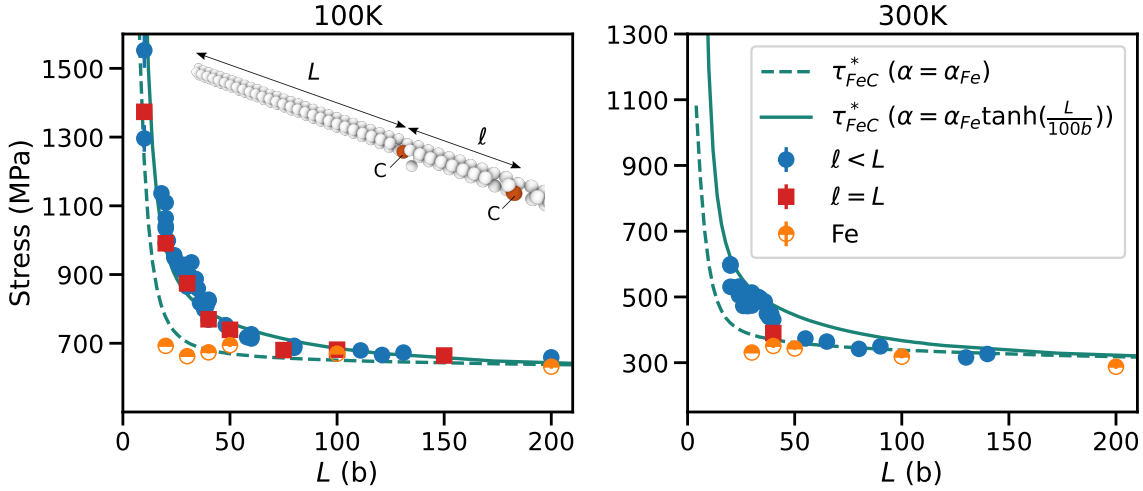 100K
300K
Stress (MPa)
1500
1300
1100
900
700
L
ℓ
C
C
0
50
100
150
200
L (b)
1300
1100
900
700
500
300
τ*FeC (α = αFe)
τ*FeC (α = αFe tanh(L/100b))
ℓ < L
ℓ = L
Fe
0
50
100
150
200
L (b)